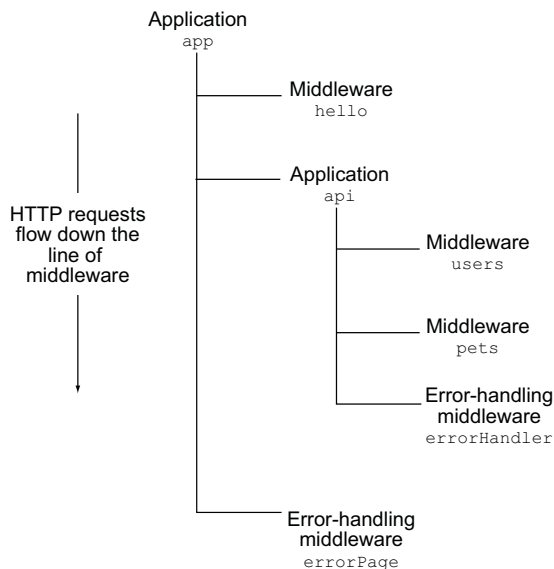 Application
app
Middleware
hello
Application
api
HTTP requests
flow down the
line of
middleware
Middleware
users
Middleware
pets
Error-handling
middleware
errorHandler
Error-handling
middleware
errorPage